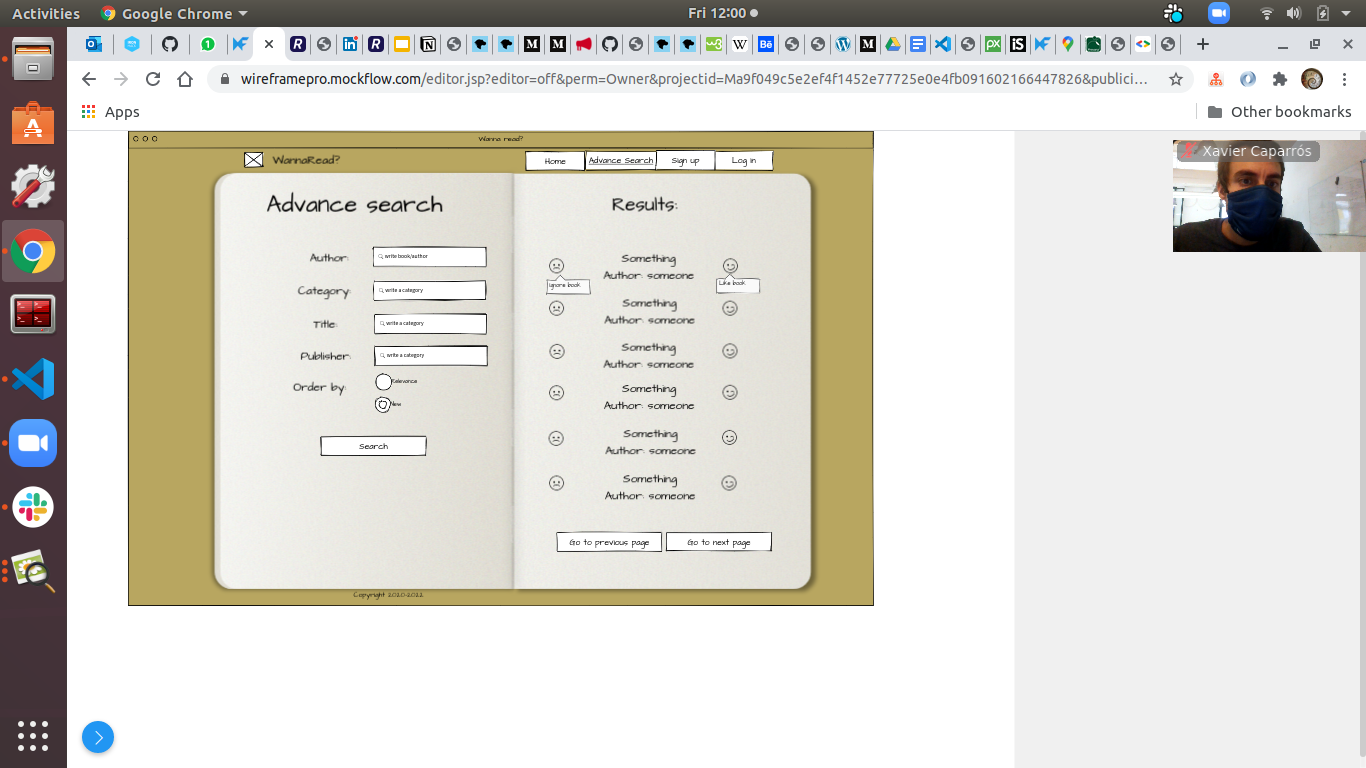 Activities
Google Chrome
Fri 12:00
wireframepro.mockflow.com/editor.jsp?editor=off&perm=Owner&projectid=Ma9f049c5e2ef4f1452e77725e0e4fb091602166447826&publici...
Apps
Other bookmarks
Xavier Caparrós
Wanna read?
WannaRead?
Home
Advance Search
Sign up
Log in
Advance search
Author:
write book/author
Category:
write a category
Title:
write a category
Publisher:
write a category
Order by:
Relevance
New
Search
Results:
Something
Author: someone
Ignore book
Like book
Something
Author: someone
Something
Author: someone
Something
Author: someone
Something
Author: someone
Something
Author: someone
Go to previous page
Go to next page
Copyright 2020-2022